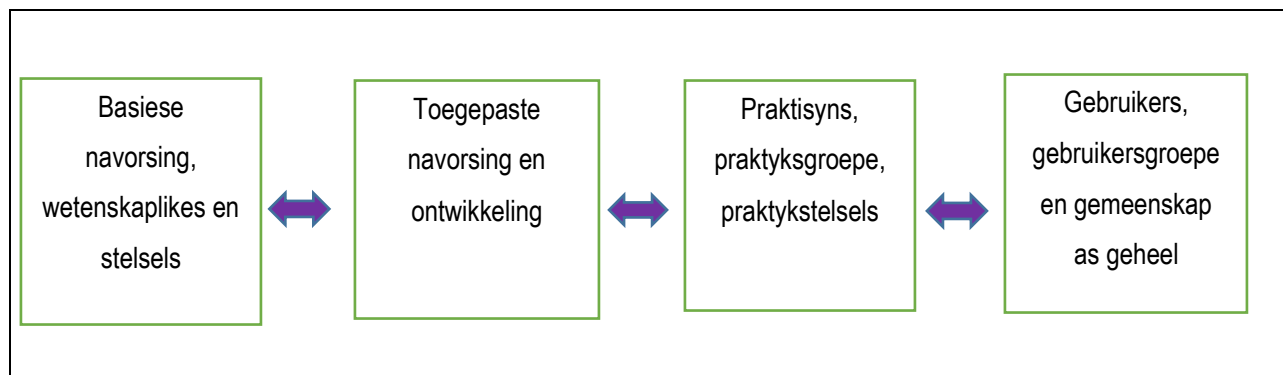 Basiese
navorsing,
wetenskaplikes en
stelsels
Toegepaste
navorsing en
ontwikkeling
Praktisyns,
praktyksgroepe,
praktykstelsels
Gebruikers,
gebruikersgroepe
en gemeenskap
as geheel